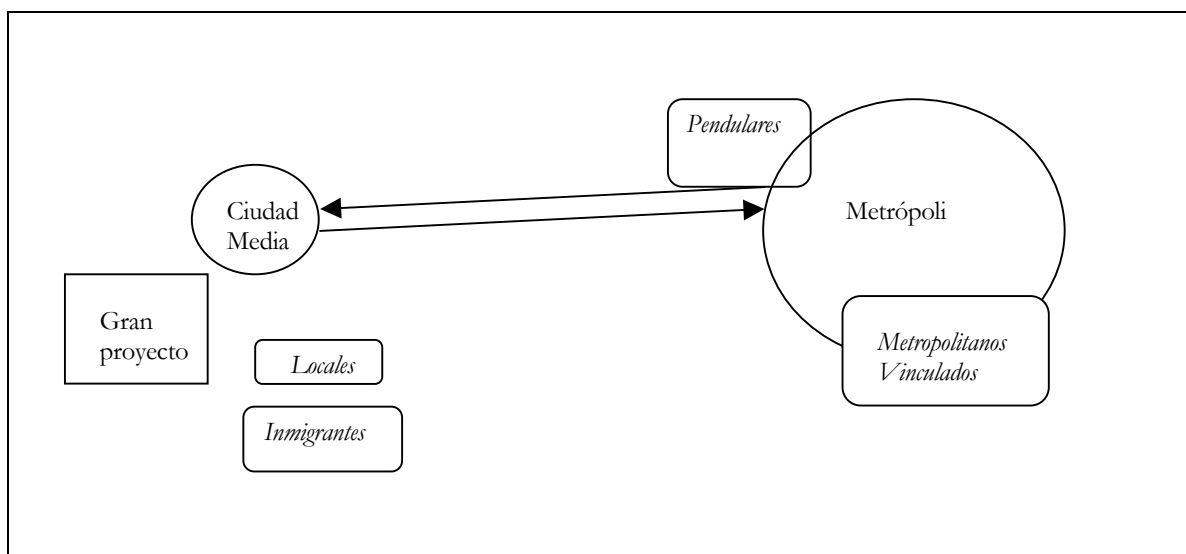 Pendulares
Ciudad
Media
Metrópoli
Gran
proyecto
Locales
Metropolitanos
Vinculados
Inmigrantes